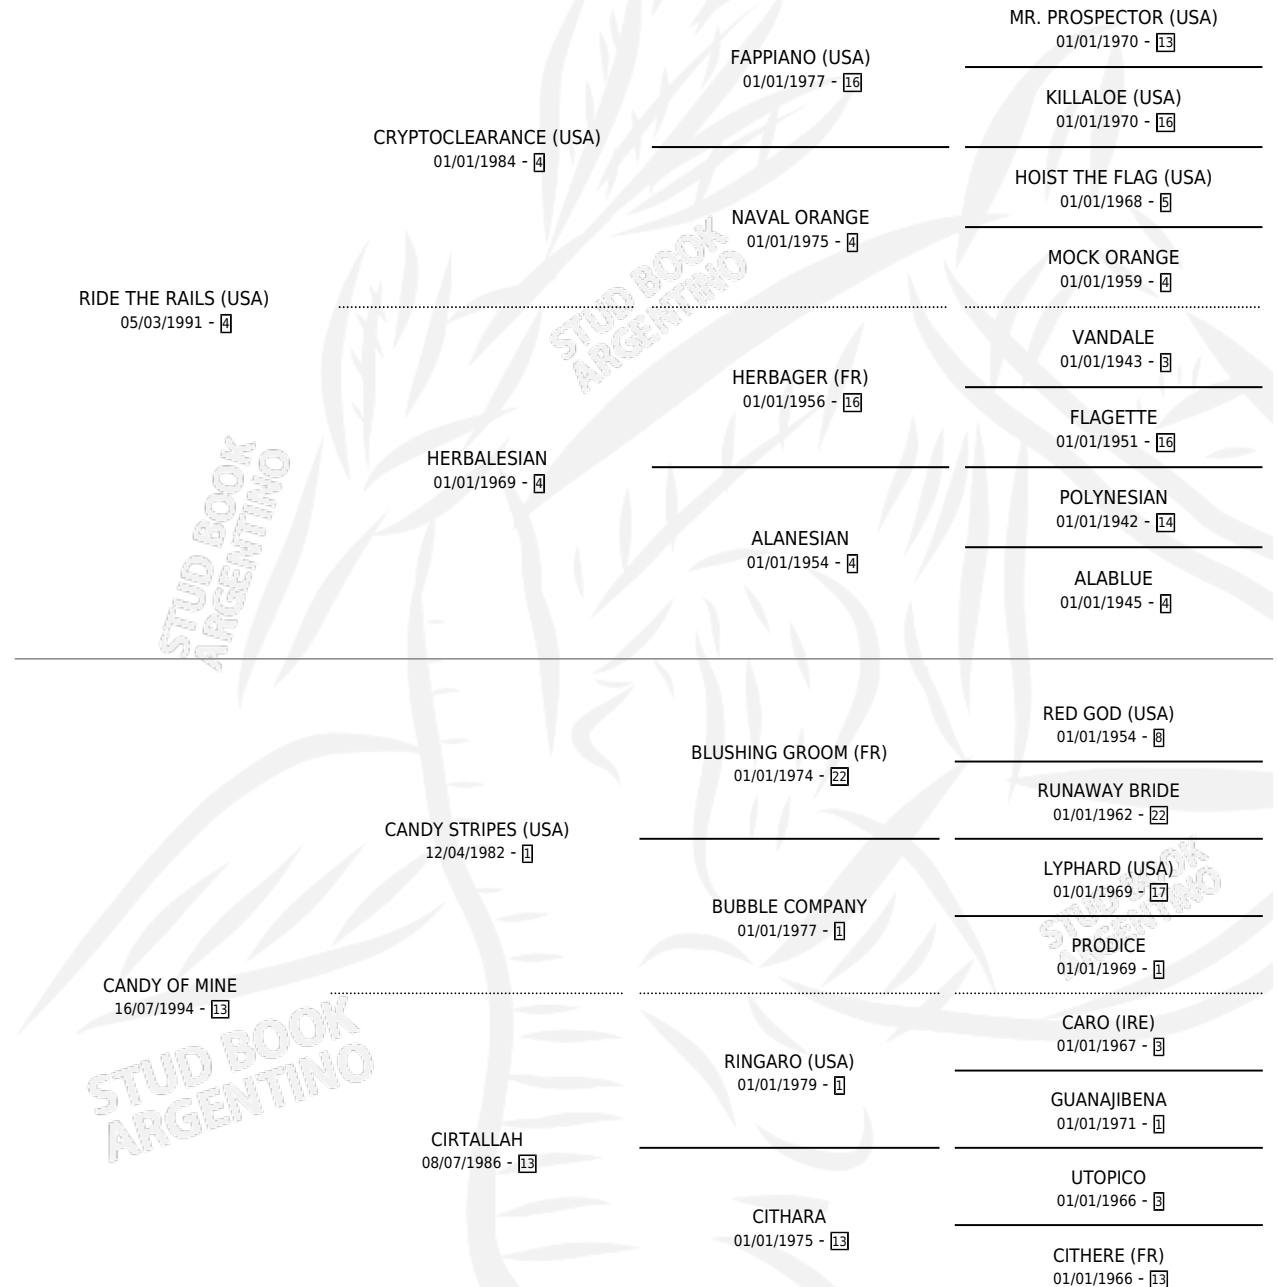 MR. PROSPECTOR (USA)
01/01/1970 - 13
FAPPIANO (USA)
01/01/1977 - 16
KILLALOE (USA)
01/01/1970 - 16
CRYPTOCLEARANCE (USA)
01/01/1984 - 4
HOIST THE FLAG (USA)
01/01/1968 - 5
NAVAL ORANGE
01/01/1975 - 4
MOCK ORANGE
01/01/1959 - 4
RIDE THE RAILS (USA)
05/03/1991 - 4
VANDALE
01/01/1943 - 3
HERBAGER (FR)
01/01/1956 - 16
FLAGETTE
01/01/1951 - 16
HERBALESIAN
01/01/1969 - 4
POLYNESIAN
01/01/1942 - 14
ALANESIAN
01/01/1954 - 4
ALABLUE
01/01/1945 - 4
RED GOD (USA)
01/01/1954 - 8
BLUSHING GROOM (FR)
01/01/1974 - 22
RUNAWAY BRIDE
01/01/1962 - 22
CANDY STRIPES (USA)
12/04/1982 - 1
LYPHARD (USA)
01/01/1969 - 17
BUBBLE COMPANY
01/01/1977 - 1
PRODICE
01/01/1969 - 1
CANDY OF MINE
16/07/1994 - 13
CARO (IRE)
01/01/1967 - 3
RINGARO (USA)
01/01/1979 - 1
GUANAJIBENA
01/01/1971 - 1
CIRTALLAH
08/07/1986 - 13
UTOPICO
01/01/1966 - 3
CITHARA
01/01/1975 - 13
CITHERE (FR)
01/01/1966 - 13
STUD BOOK
ARGENTINO
STUD BOOK
ARGENTINO
STUD BOOK
ARGENTINO
STUD BOOK
ARGENTINO